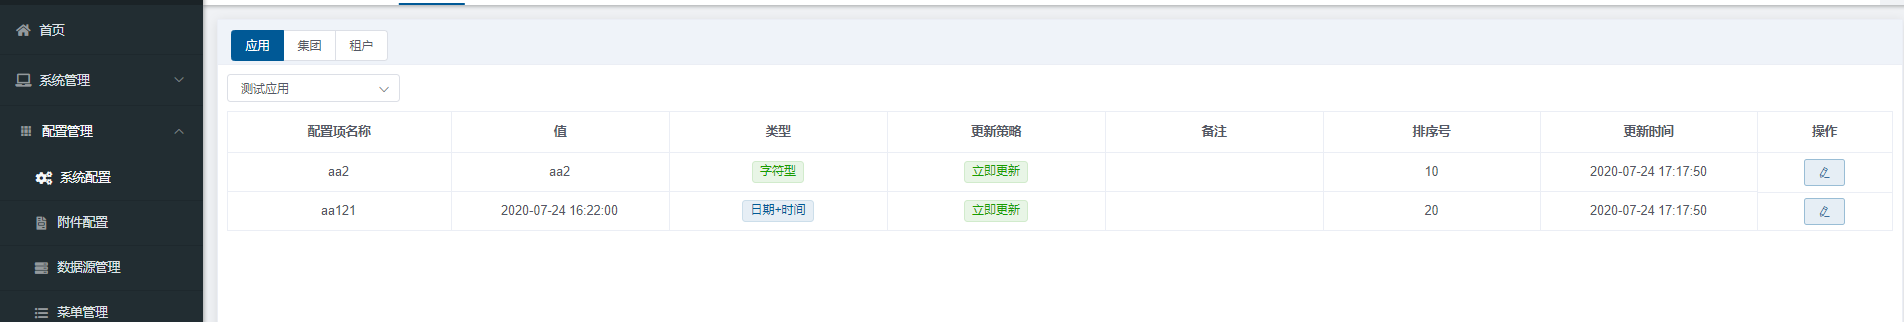 首页
系统管理
配置管理
系统配置
附件配置
数据源管理
菜单管理
应用 集团 租户
测试应用
配置项名称 值 类型 更新策略 备注 排序号 更新时间 操作
aa2 aa2 字符型 立即更新 10 2020-07-24 17:17:50
aa121 2020-07-24 16:22:00 日期+时间 立即更新 20 2020-07-24 17:17:50